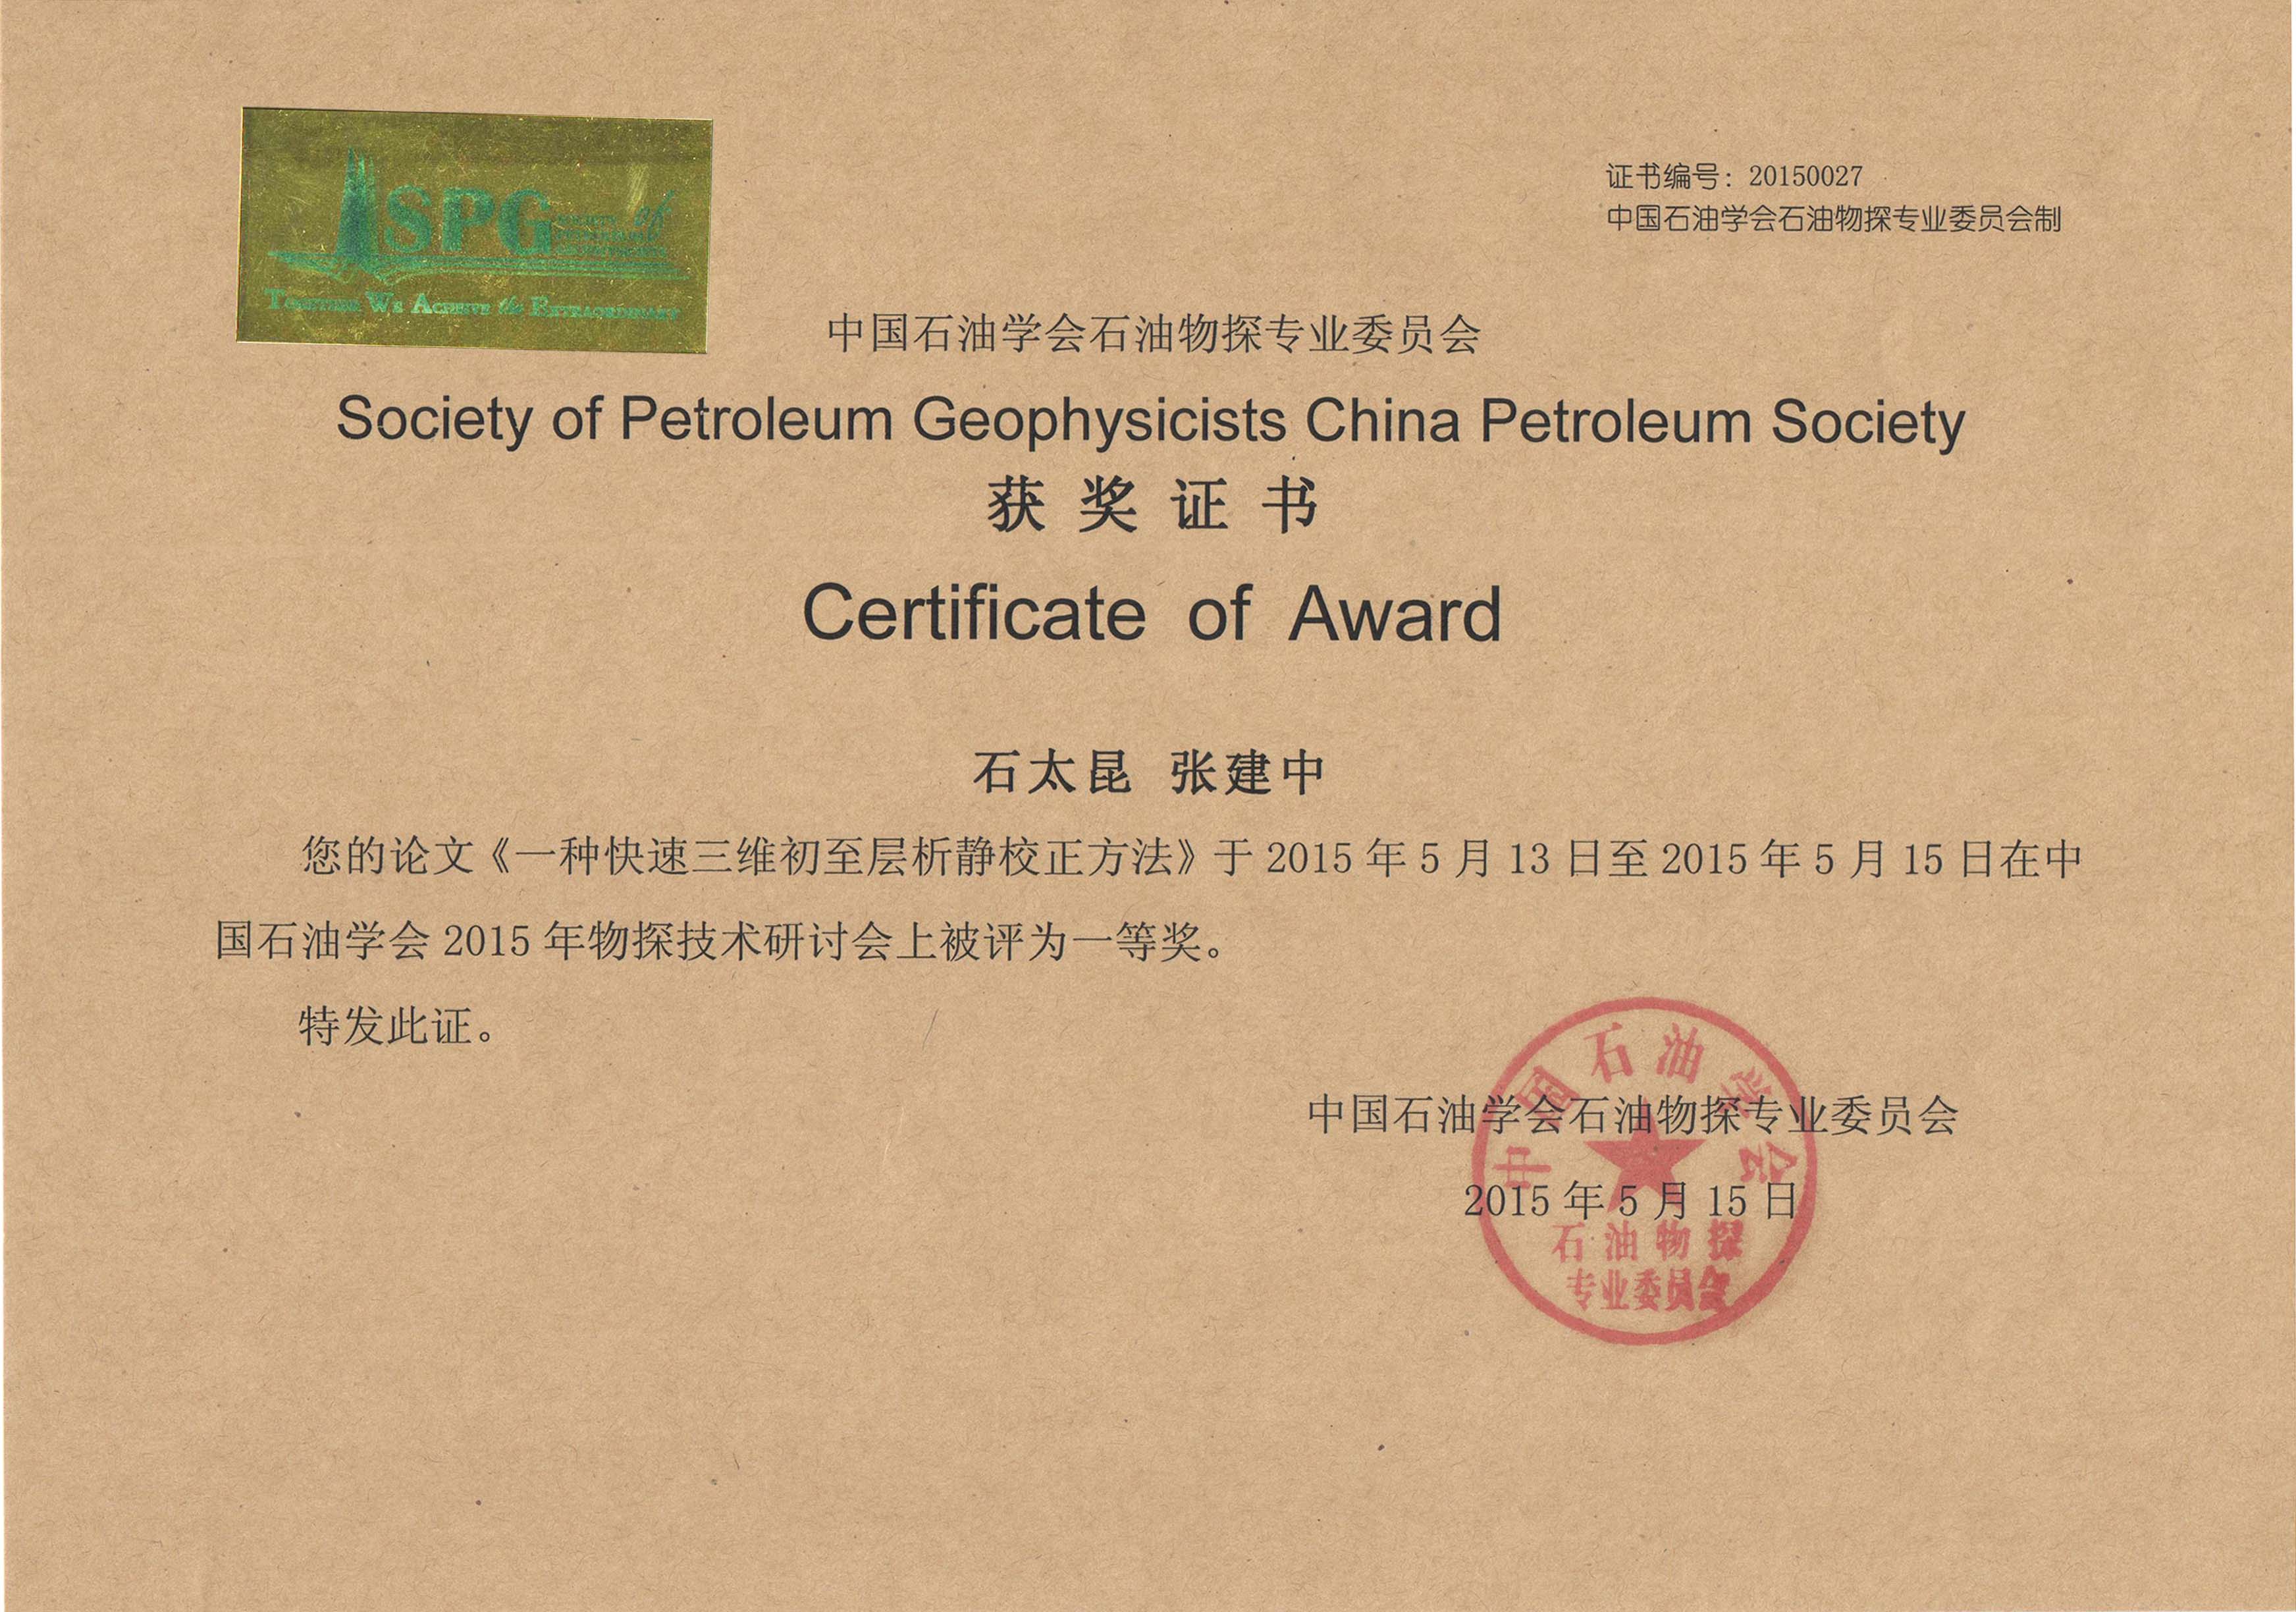 SPG
SOCIETY of
TOGETHER WE ACHIEVE the EXTRAORDINARY
证书编号：20150027
中国石油学会石油物探专业委员会制
中国石油学会石油物探专业委员会
Society of Petroleum Geophysicists China Petroleum Society
获奖证书
Certificate of Award
石太昆 张建中
您的论文《一种快速三维初至层析静校正方法》于2015年5月13日至2015年5月15日在中
国石油学会2015年物探技术研讨会上被评为一等奖。
特发此证。
中国石油学会石油物探专业委员会
2015年5月15日
中国石油学会
石油物探
专业委员会